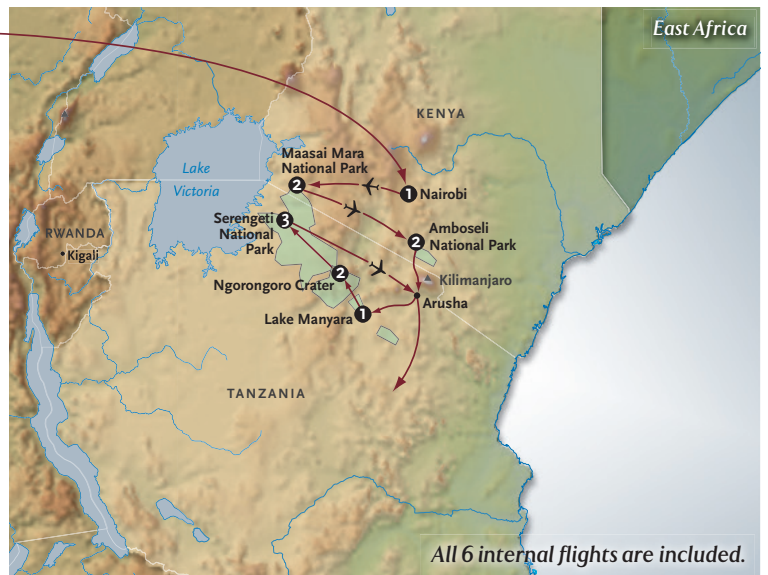 East Africa
KENYA
Maasai Mara
National Park
Lake
Victoria
2
1
Nairobi
Serengeti
National
Park
3
2
Amboseli
National Park
RWANDA
Kigali
Ngorongoro Crater
2
Kilimanjaro
Arusha
Lake Manyara
1
TANZANIA
All 6 internal flights are included.